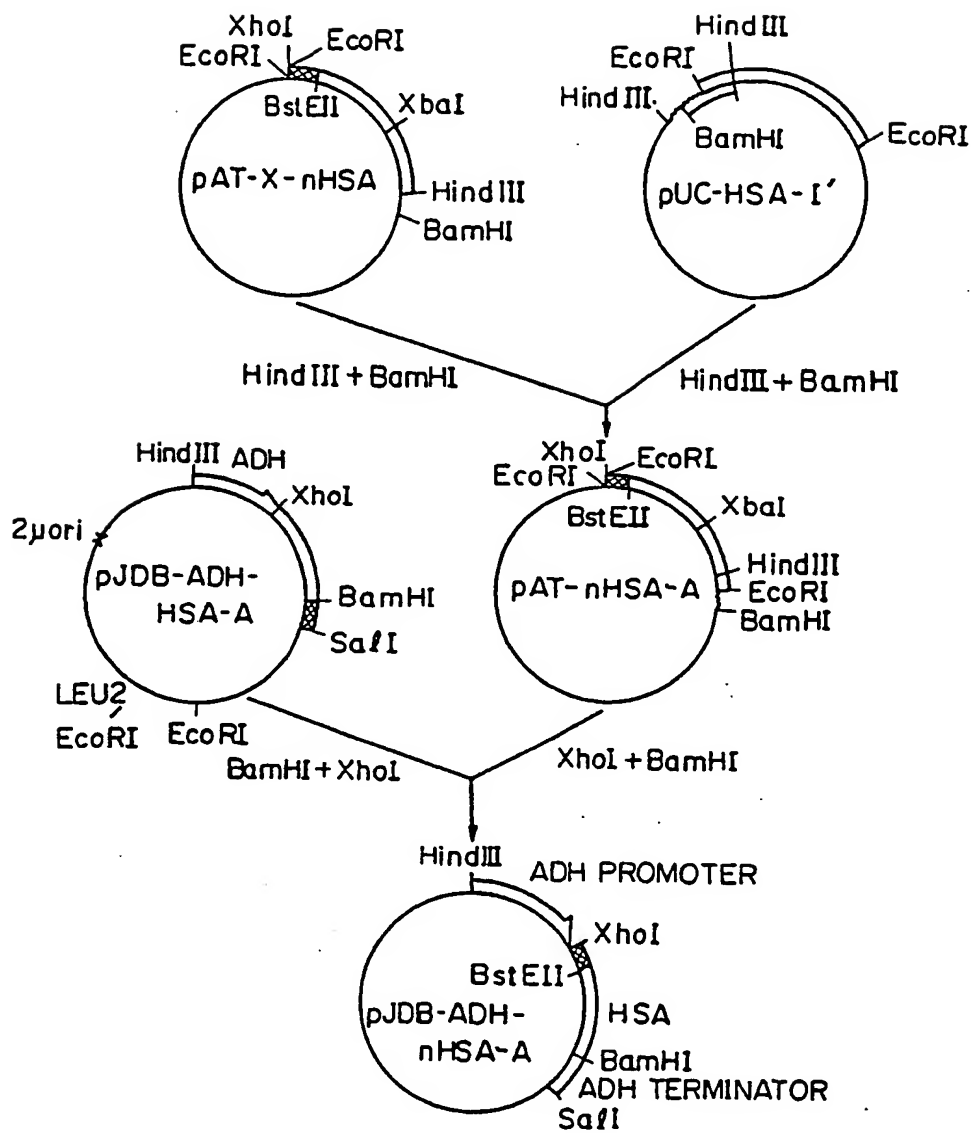 XhoI
EcoRI
EcoRI
BstEII
XbaI
pAT-X-nHSA
HindIII
BamHI
HindIII
EcoRI
HindIII.
BamHI
EcoRI
pUC-HSA-I'
HindIII+BamHI
HindIII+BamHI
HindIII
ADH
XhoI
2μori
pJDB-ADH-
HSA-A
BamHI
SalI
LEU2
EcoRI
EcoRI
XhoI
EcoRI
EcoRI
BstEII
XbaI
pAT-nHSA-A
HindIII
EcoRI
BamHI
BamHI+XhoI
XhoI+BamHI
HindIII
ADH PROMOTER
XhoI
BstEII
pJDB-ADH-
nHSA-A
HSA
BamHI
ADH TERMINATOR
SalI